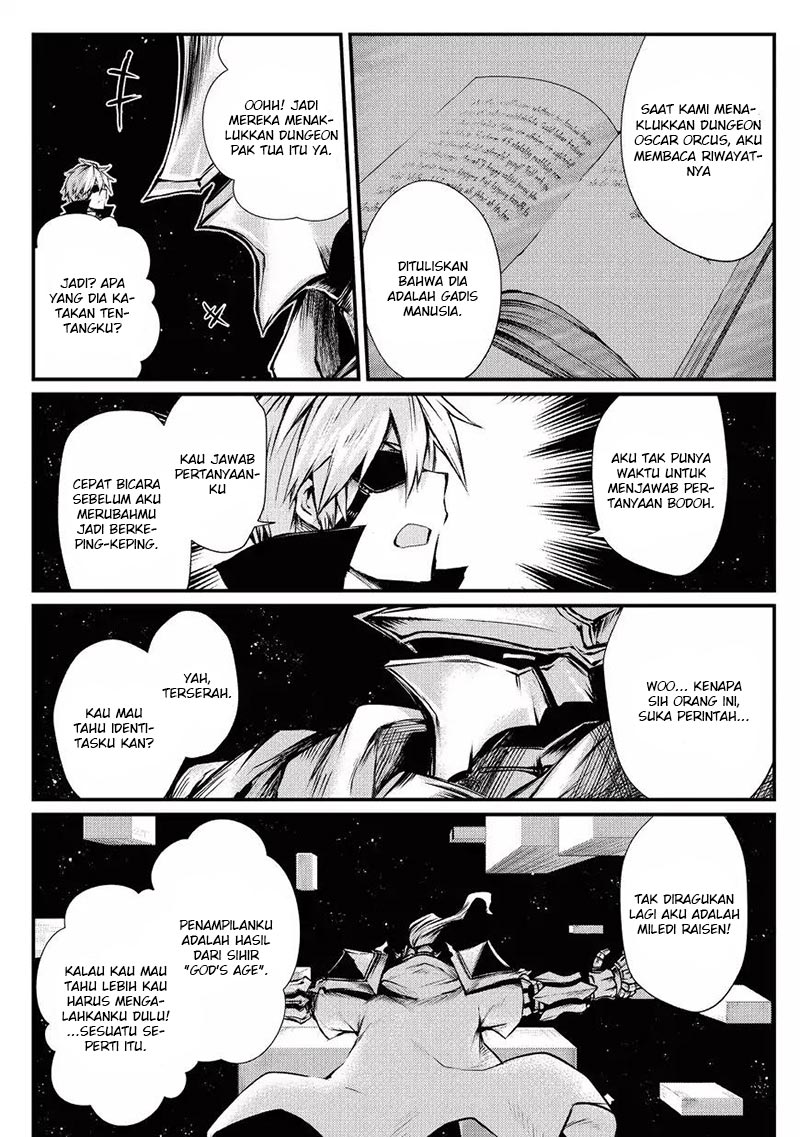 SAAT KAMI MENA-
KLUKKAN DUNGEON
OSCAR ORCUS, AKU
MEMBACA RIWAYAT-
NYA
DITULISKAN
BAHWA DIA
ADALAH GADIS
MANUSIA.
OOHH! JADI
MEREKA MENAK-
LUKKAN DUNGEON
PAK TUA ITU YA.
JADI? APA
YANG DIA KA-
TAKAN TEN-
TANGKU?
AKU TAK PUNYA
WAKTU UNTUK
MENJAWAB PER-
TANYAAN BODOH.
KAU JAWAB
PERTANYAAN-
KU
CEPAT BICARA
SEBELUM AKU
MERUBAHMU
JADI BERKE-
PING-KEPING.
WOO... KENAPA
SIH ORANG INI,
SUKA PERINTAH...
YAH,
TERSERAH.
KAU MAU
TAHU IDENTI-
TASKU KAN?
TAK DIRAGUKAN
LAGI AKU ADALAH
MILEDI RAISEN!
PENAMPILANKU
ADALAH HASIL
DARI SIHIR
"GOD'S AGE".
KALAU KAU MAU
TAHU LEBIH KAU
HARUS MENGA-
LAHKANKU DULU!
...SESUATU SE-
PERTI ITU.